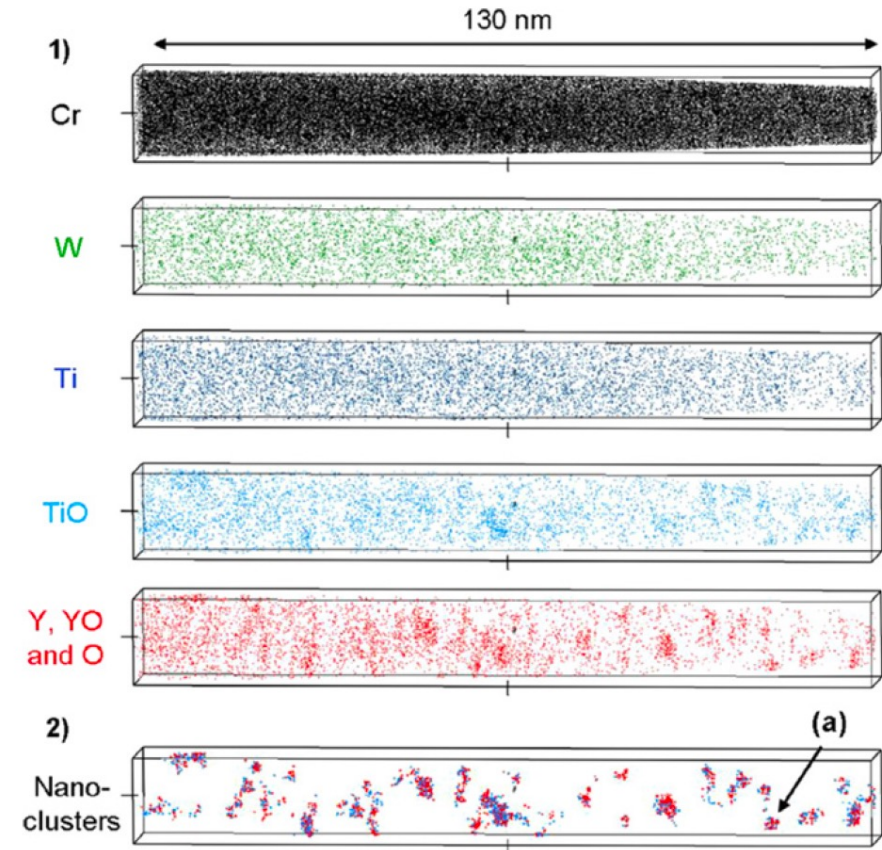 130 nm
1)
Cr
W
Ti
TiO
Y, YO
and O
2)
(a)
Nano-
clusters